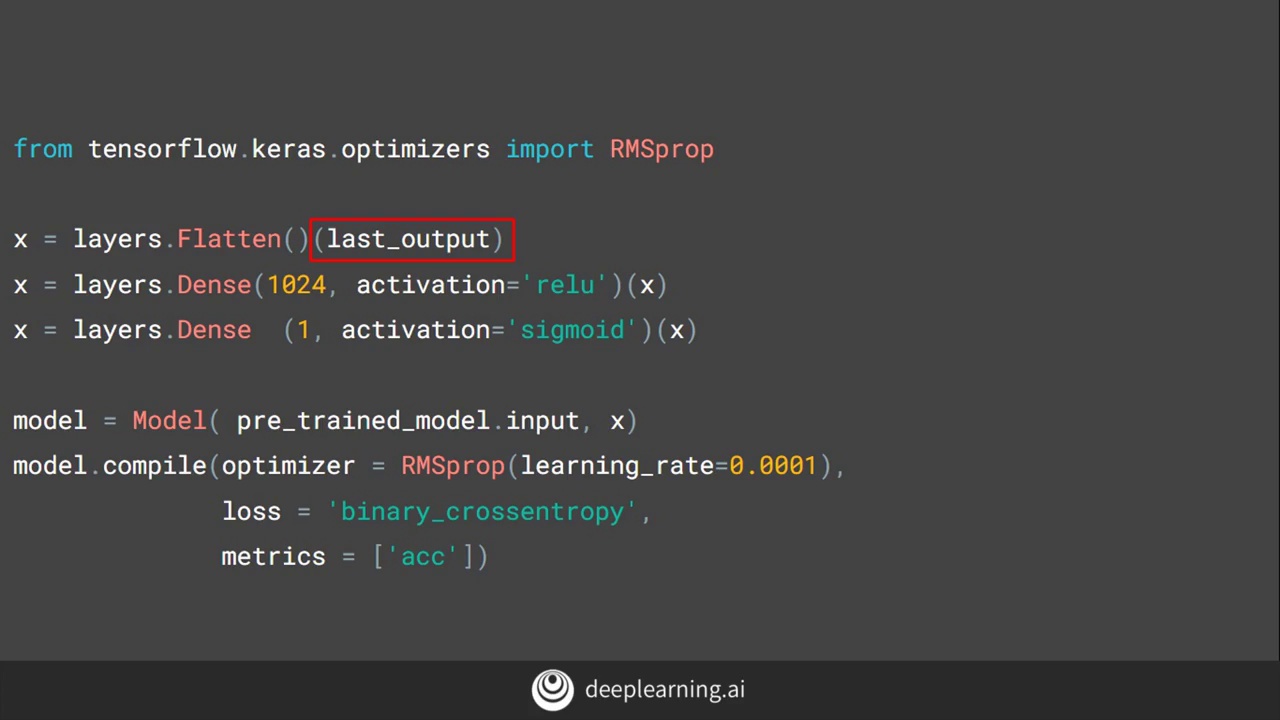 from tensorflow.keras.optimizers import RMSprop
x = layers.Flatten()(last_output)
x = layers.Dense(1024, activation='relu')(x)
x = layers.Dense  (1, activation='sigmoid')(x)
model = Model( pre_trained_model.input, x)
model.compile(optimizer = RMSprop(learning_rate=0.0001),
loss = 'binary_crossentropy',
metrics = ['acc'])
deeplearning.ai